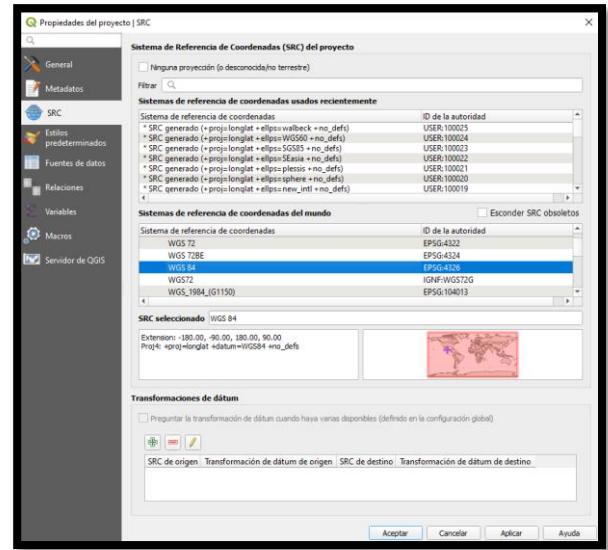 Propiedades del proyecto | SRC
General
Metadatos
SRC
Estilos
predeterminados
Fuentes de datos
Relaciones
Variables
Macros
Servidor de QGIS
Sistema de Referencia de Coordenadas (SRC) del proyecto
Ninguna proyección (o desconocida/no terrestre)
Filtrar
Sistemas de referencia de coordenadas usados recientemente
Sistema de referencia de coordenadas ID de la autoridad
* SRC generado (+proj=longlat +ellps=walbeck +no_defs) USER:100025
* SRC generado (+proj=longlat +ellps=WGS60 +no_defs) USER:100024
* SRC generado (+proj=longlat +ellps=SGS85 +no_defs) USER:100023
* SRC generado (+proj=longlat +ellps=SEasia +no_defs) USER:100022
* SRC generado (+proj=longlat +ellps=plessis +no_defs) USER:100021
* SRC generado (+proj=longlat +ellps=sphere +no_defs) USER:100020
* SRC generado (+proj=longlat +ellps=new_intl +no_defs) USER:100019
Sistemas de referencia de coordenadas del mundo Esconder SRC obsoletos
Sistema de referencia de coordenadas ID de la autoridad
WGS 72 EPSG:4322
WGS 72BE EPSG:4324
WGS 84 EPSG:4326
WGS72 IGNF:WGS72G
WGS_1984_(G1150) EPSG:104013
SRC seleccionado WGS 84
Extension: -180.00, -90.00, 180.00, 90.00
Proj4: +proj=longlat +datum=WGS84 +no_defs
Transformaciones de dátum
Preguntar la transformación de dátum cuando haya varias disponibles (definido en la configuración global)
SRC de origen Transformación de dátum de origen SRC de destino Transformación de dátum de destino
Aceptar Cancelar Aplicar Ayuda